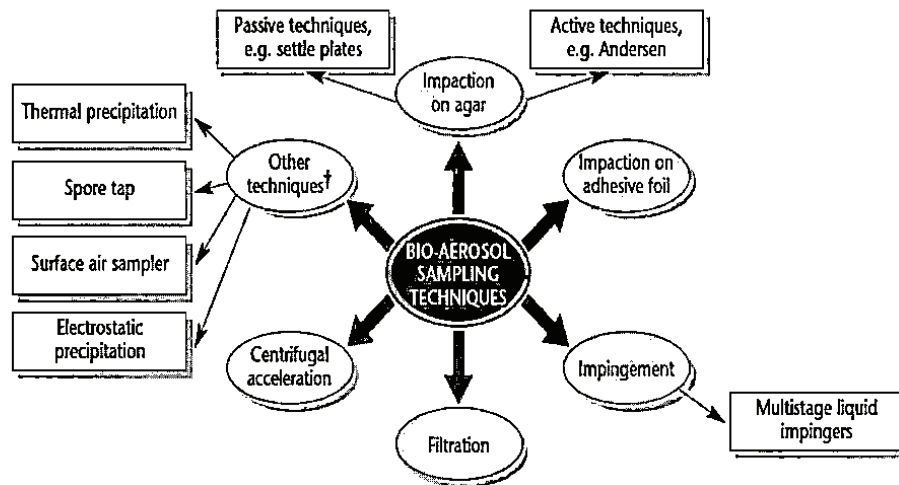 Passive techniques,
e.g. settle plates
Active techniques,
e.g. Andersen
Impaction
on agar
Thermal precipitation
Other
techniques†
Impaction on
adhesive foil
Spore tap
BIO-AEROSOL
SAMPLING
TECHNIQUES
Surface air sampler
Electrostatic
precipitation
Centrifugal
acceleration
Impingement
Multistage liquid
impingers
Filtration